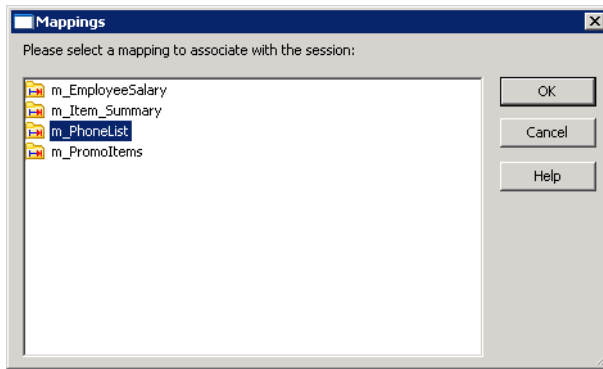 Mappings
Please select a mapping to associate with the session:
m_EmployeeSalary
m_Item_Summary
m_PhoneList
m_PromoItems
OK
Cancel
Help